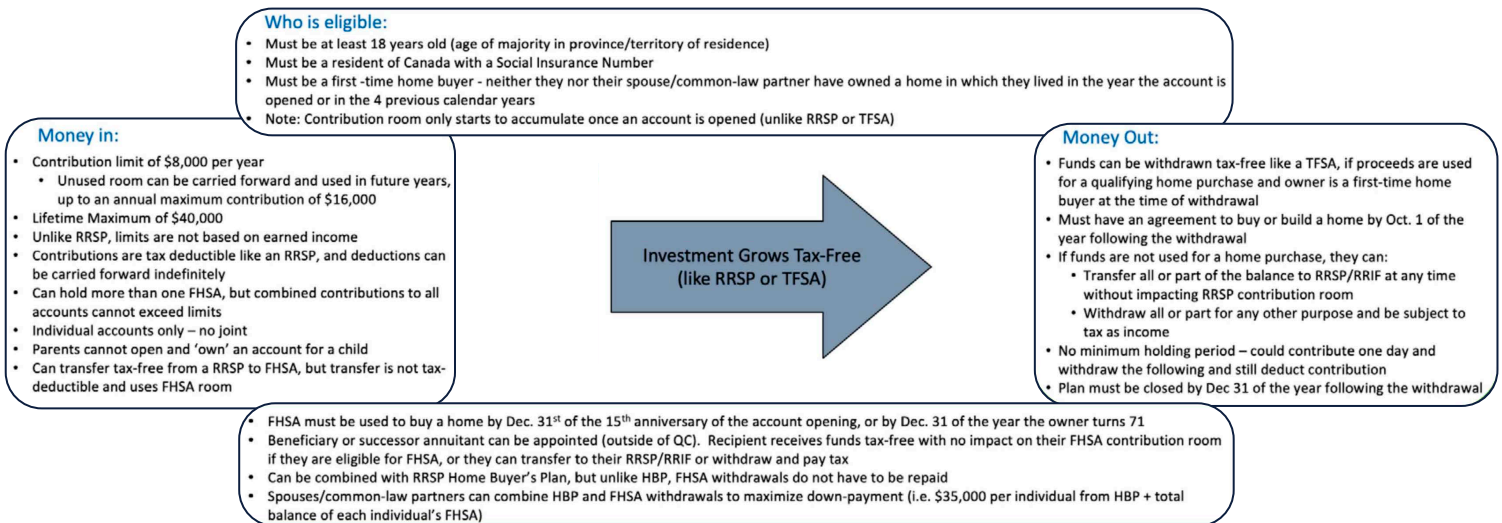 Who is eligible:
• Must be at least 18 years old (age of majority in province/territory of residence)
• Must be a resident of Canada with a Social Insurance Number
• Must be a first -time home buyer - neither they nor their spouse/common-law partner have owned a home in which they lived in the year the account is
opened or in the 4 previous calendar years
• Note: Contribution room only starts to accumulate once an account is opened (unlike RRSP or TFSA)
Money in:
• Contribution limit of $8,000 per year
• Unused room can be carried forward and used in future years,
up to an annual maximum contribution of $16,000
• Lifetime Maximum of $40,000
• Unlike RRSP, limits are not based on earned income
• Contributions are tax deductible like an RRSP, and deductions can
be carried forward indefinitely
• Can hold more than one FHSA, but combined contributions to all
accounts cannot exceed limits
• Individual accounts only – no joint
• Parents cannot open and ‘own’ an account for a child
• Can transfer tax-free from a RRSP to FHSA, but transfer is not tax-
deductible and uses FHSA room
Investment Grows Tax-Free
(like RRSP or TFSA)
Money Out:
• Funds can be withdrawn tax-free like a TFSA, if proceeds are used
for a qualifying home purchase and owner is a first-time home
buyer at the time of withdrawal
• Must have an agreement to buy or build a home by Oct. 1 of the
year following the withdrawal
• If funds are not used for a home purchase, they can:
• Transfer all or part of the balance to RRSP/RRIF at any time
without impacting RRSP contribution room
• Withdraw all or part for any other purpose and be subject to
tax as income
• No minimum holding period – could contribute one day and
withdraw the following and still deduct contribution
• Plan must be closed by Dec 31 of the year following the withdrawal
• FHSA must be used to buy a home by Dec. 31st of the 15th anniversary of the account opening, or by Dec. 31 of the year the owner turns 71
• Beneficiary or successor annuitant can be appointed (outside of QC). Recipient receives funds tax-free with no impact on their FHSA contribution room
if they are eligible for FHSA, or they can transfer to their RRSP/RRIF or withdraw and pay tax
• Can be combined with RRSP Home Buyer’s Plan, but unlike HBP, FHSA withdrawals do not have to be repaid
• Spouses/common-law partners can combine HBP and FHSA withdrawals to maximize down-payment (i.e. $35,000 per individual from HBP + total
balance of each individual’s FHSA)